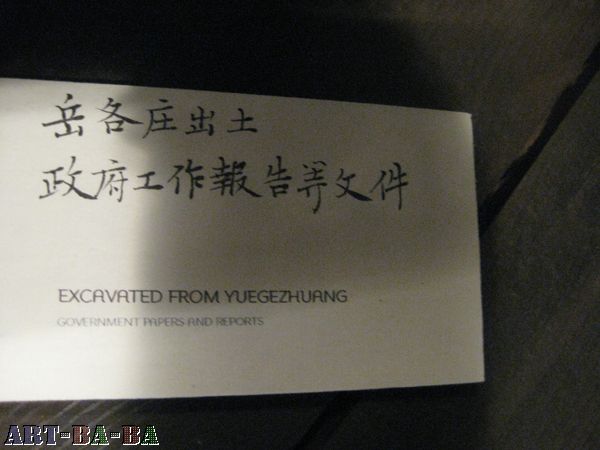 岳各庄出土
政府工作報告等文件
EXCAVATED FROM YUEGEZHUANG
GOVERNMENT PAPERS AND REPORTS
ART-BA-BA